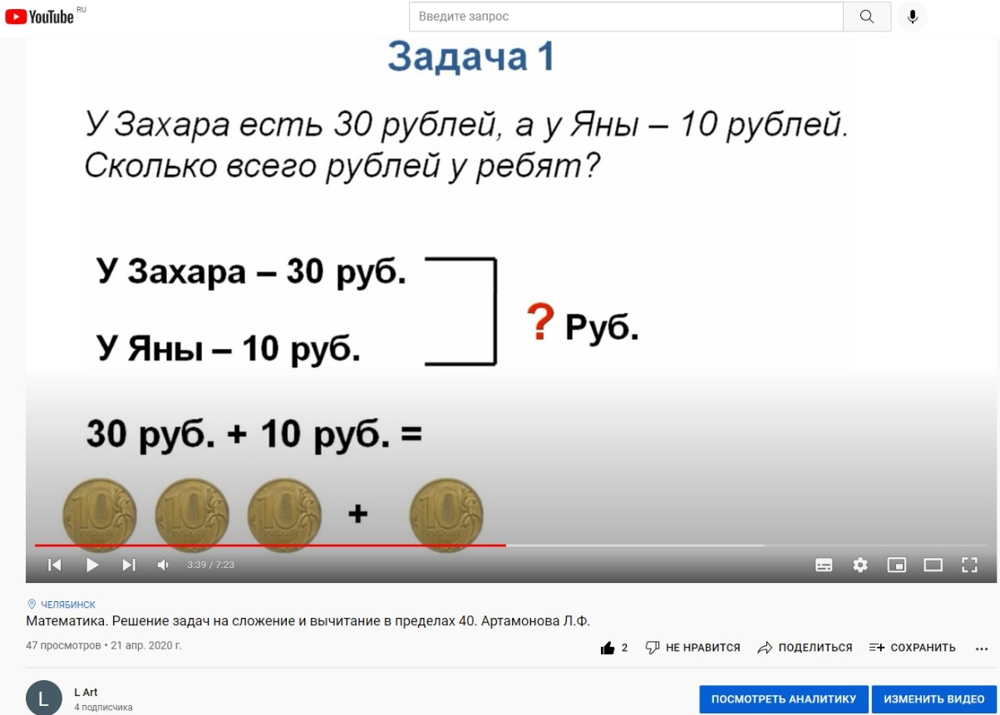 YouTube RU
Введите запрос
Задача 1
У Захара есть 30 рублей, а у Яны – 10 рублей.
Сколько всего рублей у ребят?
У Захара – 30 руб.
? Руб.
У Яны – 10 руб.
30 руб. + 10 руб. =
10 10 10 + 10
3:39 / 7:23
ЧЕЛЯБИНСК
Математика. Решение задач на сложение и вычитание в пределах 40. Артамонова Л.Ф.
47 просмотров • 21 апр. 2020 г.
2 НЕ НРАВИТСЯ ПОДЕЛИТЬСЯ СОХРАНИТЬ ...
L
L Art
4 подписчика
ПОСМОТРЕТЬ АНАЛИТИКУ ИЗМЕНИТЬ ВИДЕО